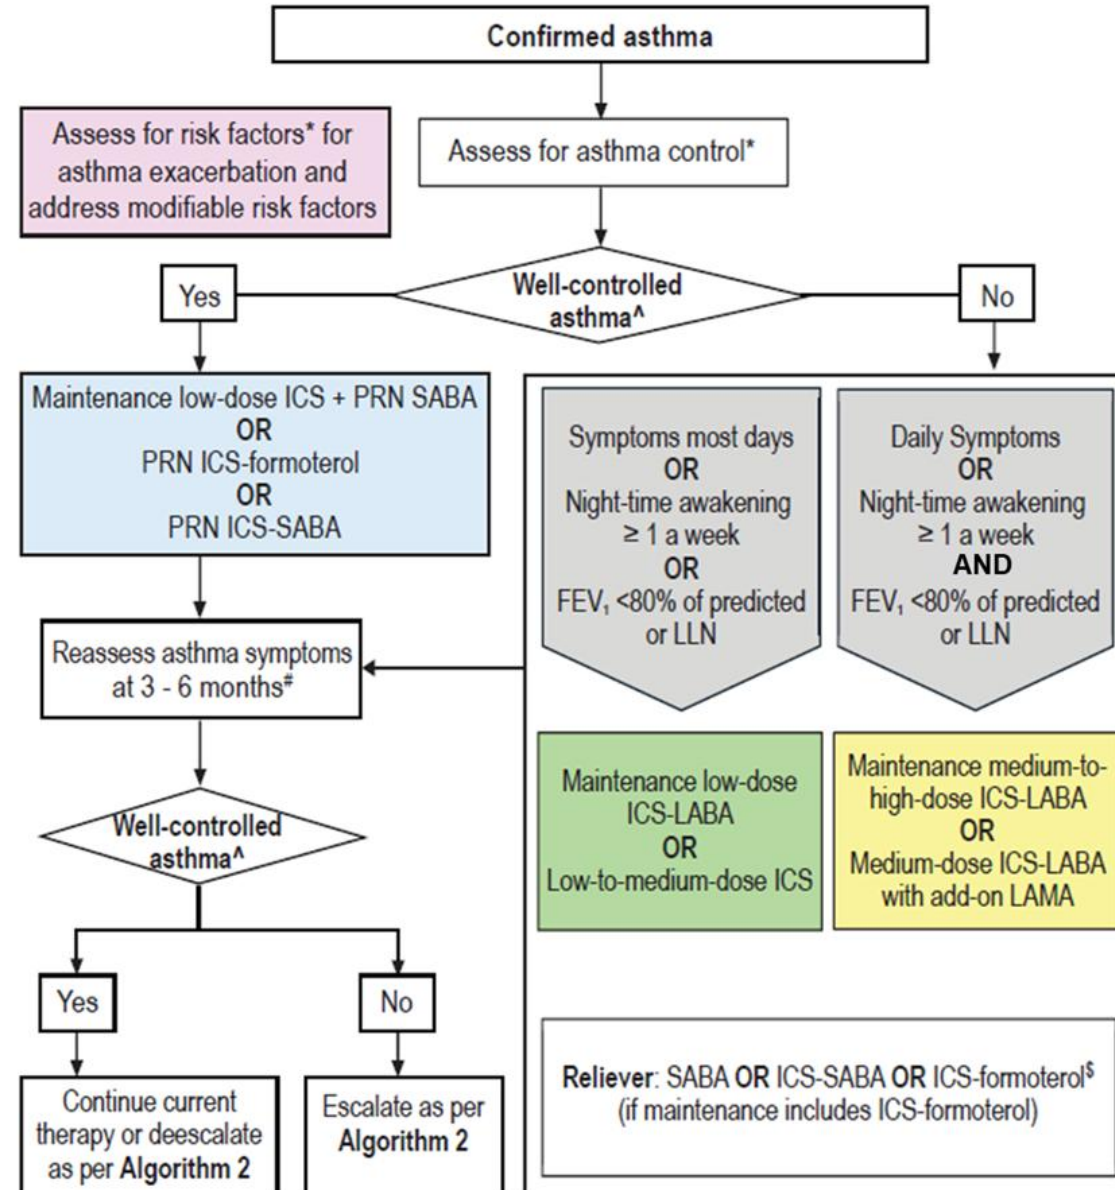 Confirmed asthma
Assess for risk factors* for
asthma exacerbation and
address modifiable risk factors
Assess for asthma control*
Well-controlled
asthma^
Yes
No
Maintenance low-dose ICS + PRN SABA
OR
PRN ICS-formoterol
OR
PRN ICS-SABA
Symptoms most days
OR
Night-time awakening
≥ 1 a week
OR
FEV₁ <80% of predicted
or LLN
Daily Symptoms
OR
Night-time awakening
≥ 1 a week
AND
FEV₁ <80% of predicted
or LLN
Reassess asthma symptoms
at 3 - 6 months#
Maintenance low-dose
ICS-LABA
OR
Low-to-medium-dose ICS
Maintenance medium-to-
high-dose ICS-LABA
OR
Medium-dose ICS-LABA
with add-on LAMA
Well-controlled
asthma^
Yes
No
Continue current
therapy or deescalate
as per Algorithm 2
Escalate as per
Algorithm 2
Reliever: SABA OR ICS-SABA OR ICS-formoterol$
(if maintenance includes ICS-formoterol)